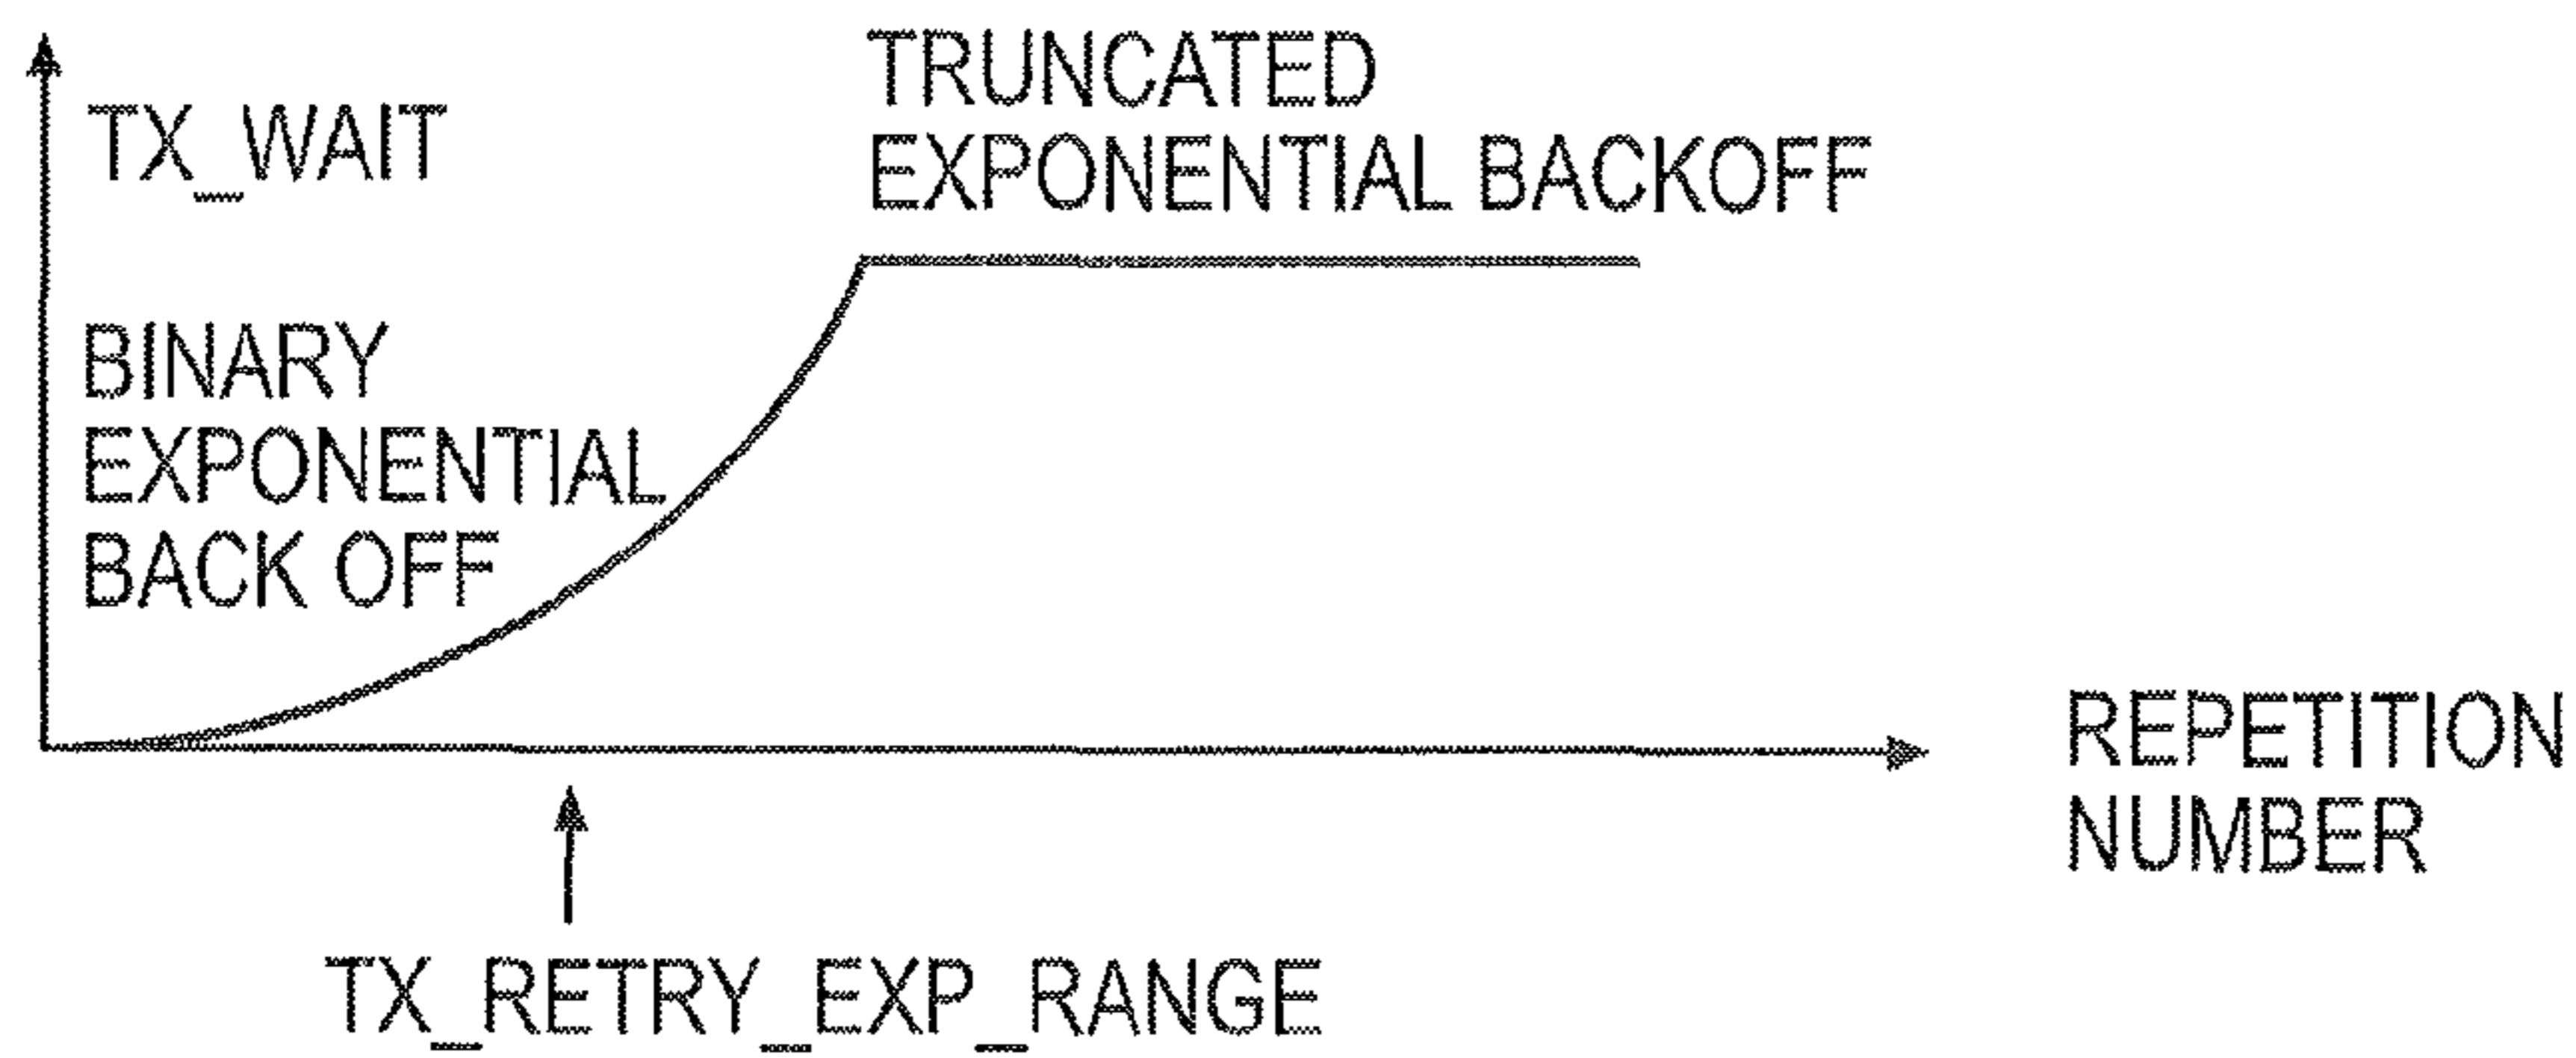 TX_WAIT
TRUNCATED
EXPONENTIAL BACKOFF
BINARY
EXPONENTIAL
BACK OFF
REPETITION
NUMBER
TX_RETRY_EXP_RANGE